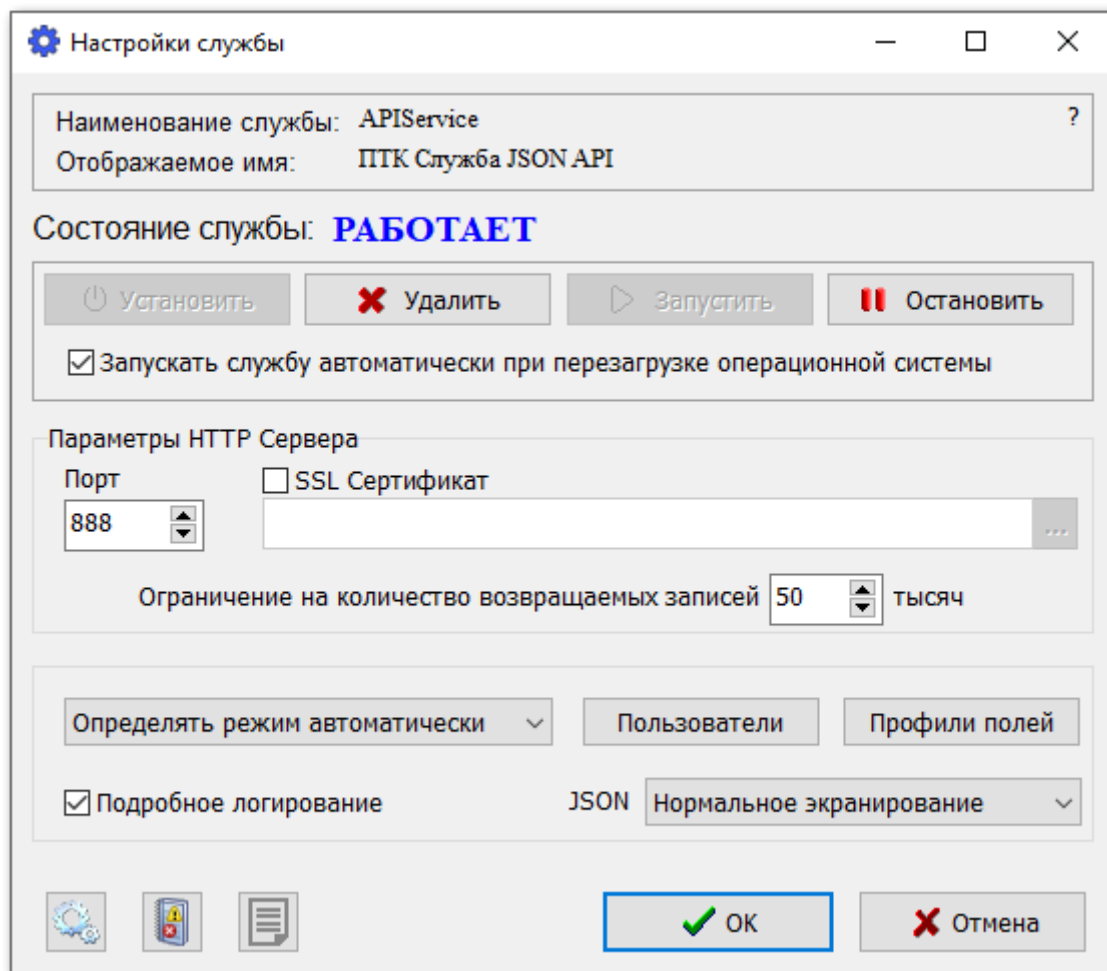 Настройки службы
Наименование службы: APIService ?
Отображаемое имя: ПТК Служба JSON API
Состояние службы: РАБОТАЕТ
Установить Удалить Запустить Остановить
Запускать службу автоматически при перезагрузке операционной системы
Параметры HTTP Сервера
Порт SSL Сертификат
888 ...
Ограничение на количество возвращаемых записей 50 тысяч
Определять режим автоматически Пользователи Профили полей
Подробное логирование JSON Нормальное экранирование
ОК Отмена